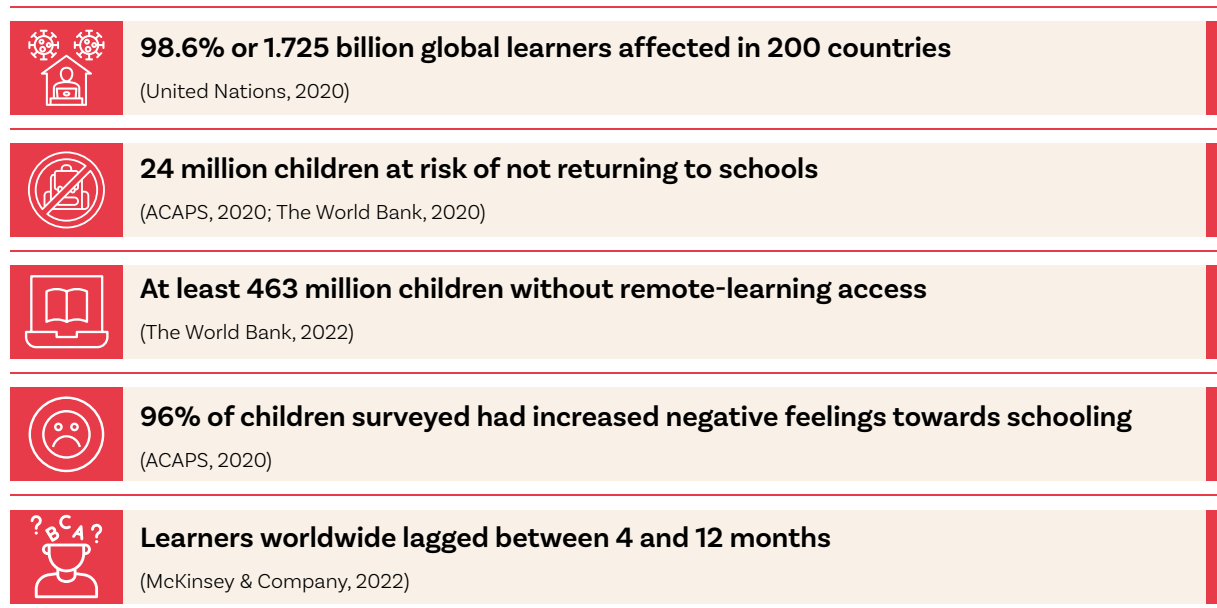 98.6% or 1.725 billion global learners affected in 200 countries
(United Nations, 2020)
24 million children at risk of not returning to schools
(ACAPS, 2020; The World Bank, 2020)
At least 463 million children without remote-learning access
(The World Bank, 2022)
96% of children surveyed had increased negative feelings towards schooling
(ACAPS, 2020)
? B C A ?
Learners worldwide lagged between 4 and 12 months
(McKinsey & Company, 2022)